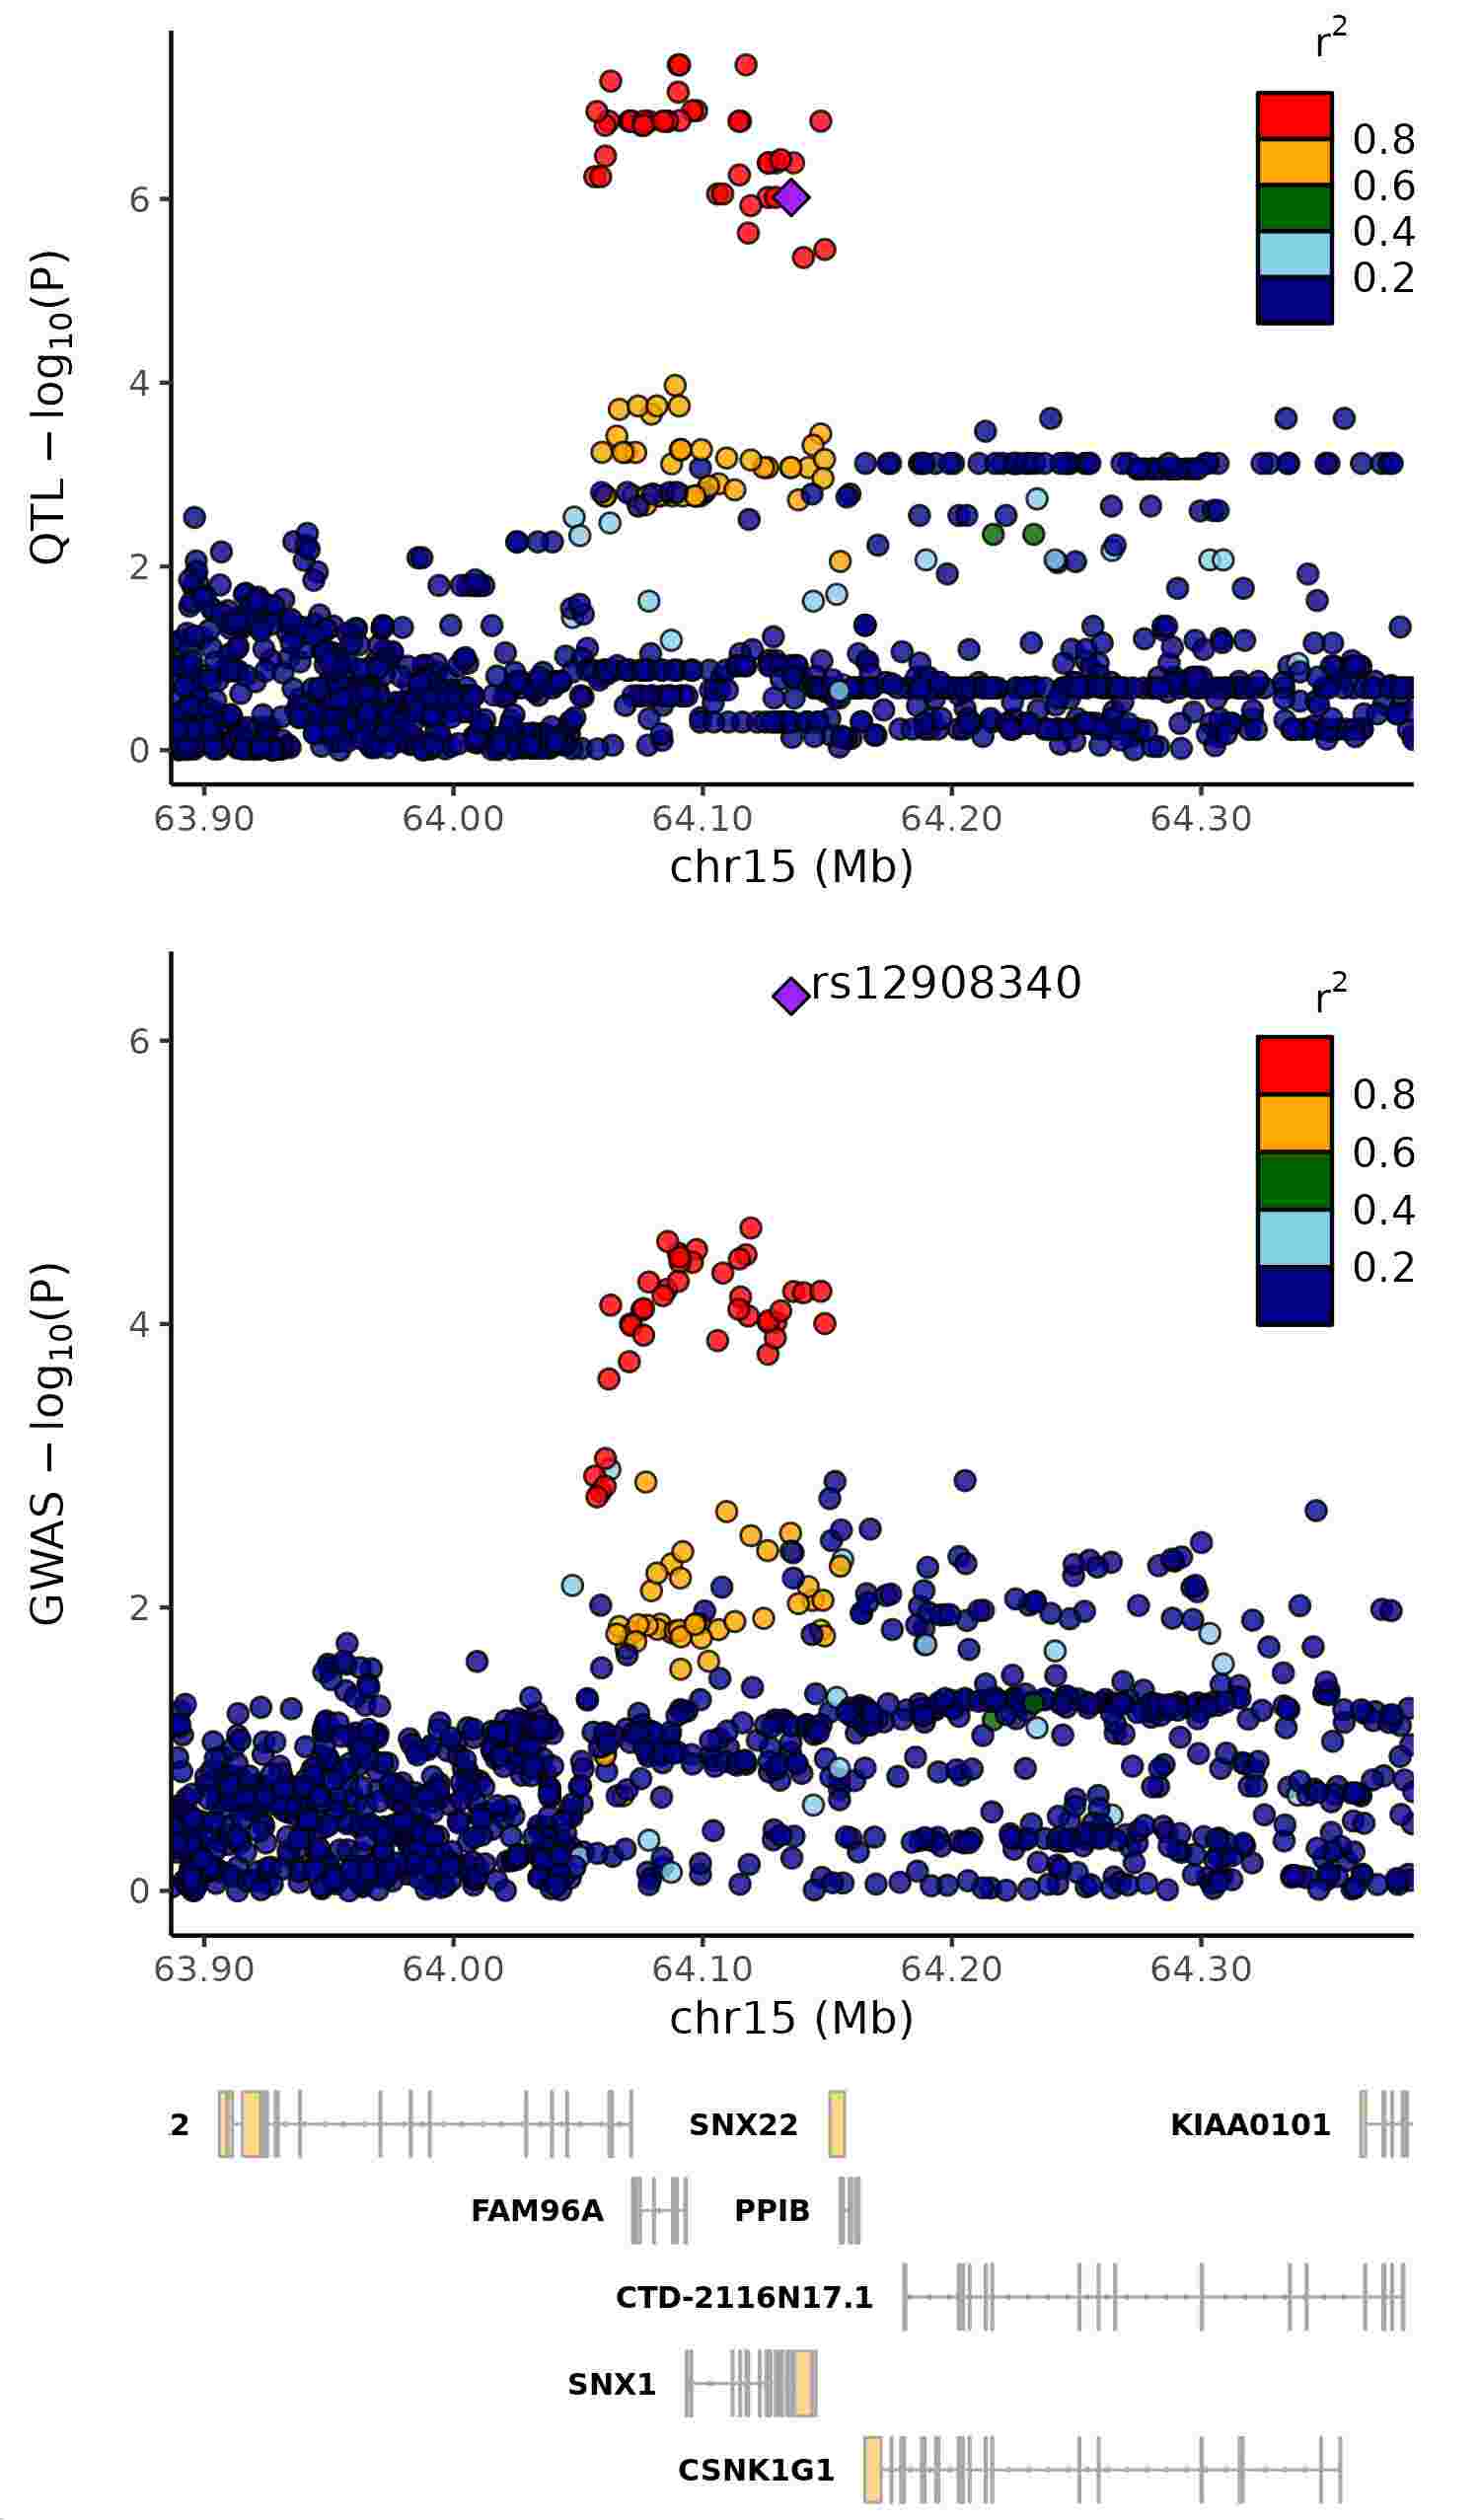 r2
0.8
0.6
0.4
0.2
6
4
2
0
QTL −log10(P)
63.90 64.00 64.10 64.20 64.30
chr15 (Mb)
rs12908340
r2
0.8
0.6
0.4
0.2
6
4
2
0
GWAS −log10(P)
63.90 64.00 64.10 64.20 64.30
chr15 (Mb)
2 SNX22 KIAA0101
FAM96A PPIB
CTD-2116N17.1
SNX1
CSNK1G1